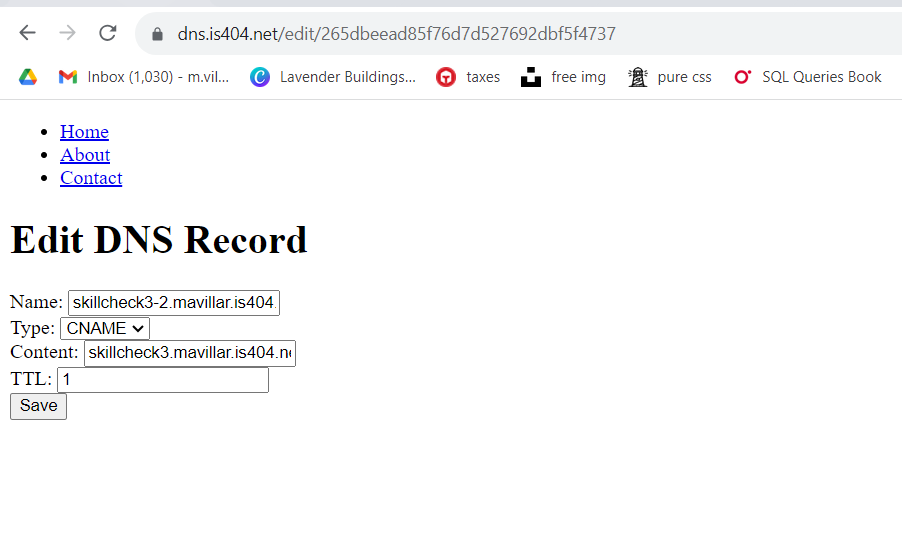 dns.is404.net/edit/265dbeead85f76d7d527692dbf5f4737
Inbox (1,030) - m.vil... Lavender Buildings... taxes free img pure css SQL Queries Book
Home
About
Contact
Edit DNS Record
Name: skillcheck3-2.mavillar.is404.
Type: CNAME
Content: skillcheck3.mavillar.is404.ne
TTL: 1
Save